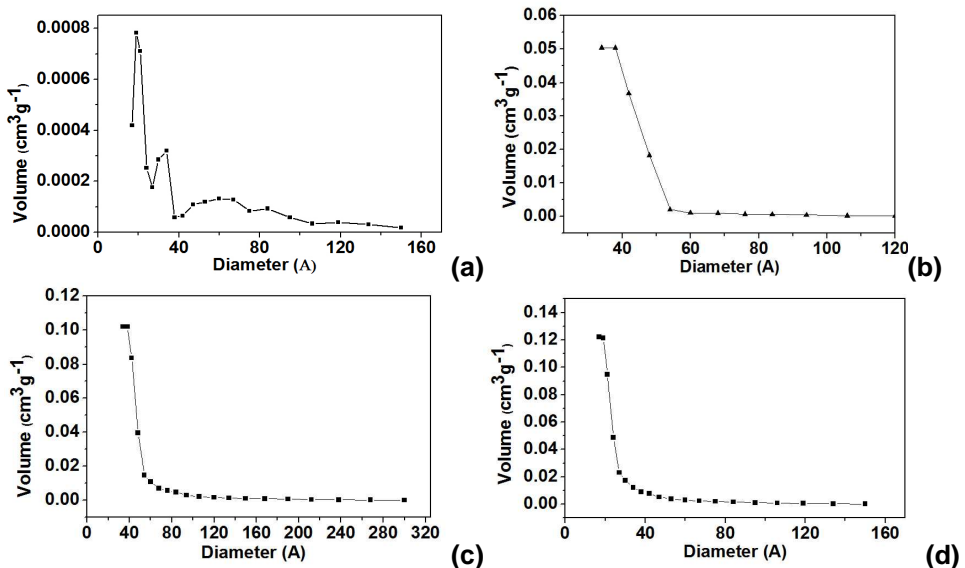 0.0008
0.0006
0.0004
0.0002
0.0000
0 40 80 120 160
Volume (cm³g⁻¹)
Diameter (A)
(a)
0.06
0.05
0.04
0.03
0.02
0.01
0.00
40 60 80 100 120
Volume (cm³g⁻¹)
Diameter (A)
(b)
0.12
0.10
0.08
0.06
0.04
0.02
0.00
0 40 80 120 160 200 240 280 320
Volume (cm³g⁻¹)
Diameter (A)
(c)
0.14
0.12
0.10
0.08
0.06
0.04
0.02
0.00
0 40 80 120 160
Volume (cm³g⁻¹)
Diameter (A)
(d)